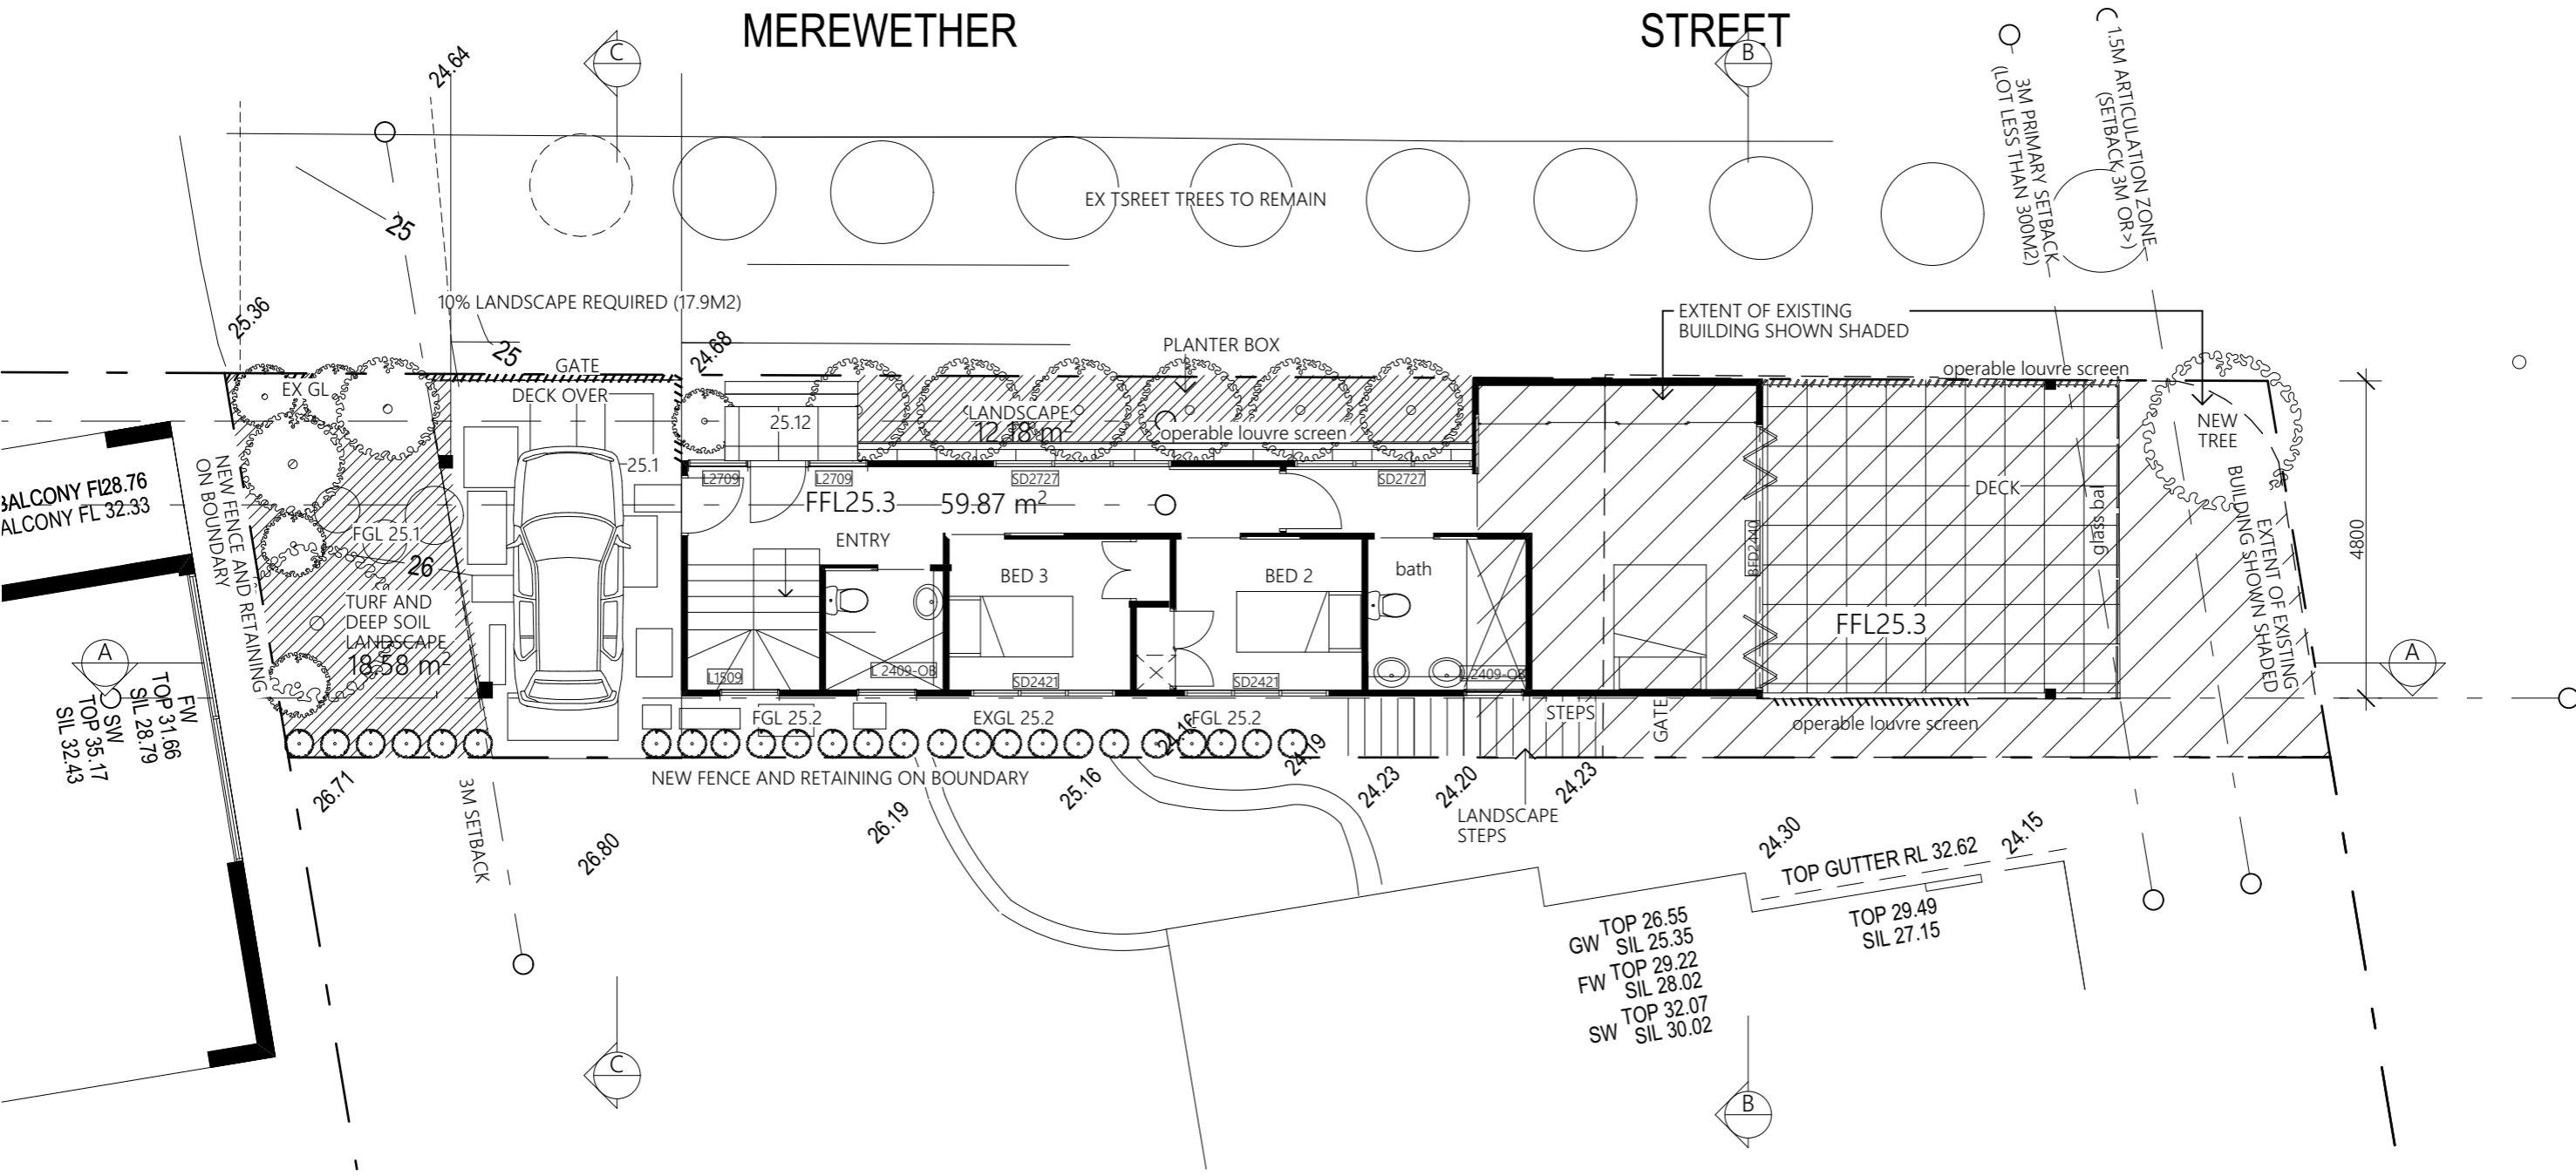 MEREWETHER STREET
C
B
24.64
3M PRIMARY SETBACK
(LOT LESS THAN 300M2)
1.5M ARTICULATION ZONE
(SETBACK 3M OR>)
25
EX TSREET TREES TO REMAIN
25.36
10% LANDSCAPE REQUIRED (17.9M2)
25
24.68
GATE
DECK OVER
PLANTER BOX
EXTENT OF EXISTING
BUILDING SHOWN SHADED
operable louvre screen
EX GL
25.12
LANDSCAPE
12.18 m²
operable louvre screen
NEW
TREE
BALCONY Fl28.76
ALCONY FL 32.33
NEW FENCE AND RETAINING
ON BOUNDARY
25.1
L2709
L2709
SD2727
SD2727
FFL25.3
59.87 m²
DECK
glass bal
BFD2440
4800
FGL 25.1
26
ENTRY
BED 3
BED 2
bath
TURF AND
DEEP SOIL
LANDSCAPE
18.58 m²
FFL25.3
EXTENT OF EXISTING
BUILDING SHOWN SHADED
A
A
L1509
L 2409-OB
SD2421
SD2421
L 2409-OB
FW
TOP 31.66
SIL 28.79
SW
TOP 35.17
SIL 32.43
FGL 25.2
EXGL 25.2
FGL 25.2
STEPS
GATE
operable louvre screen
24.16
24.19
NEW FENCE AND RETAINING ON BOUNDARY
26.71
3M SETBACK
26.80
26.19
25.16
24.23
24.20
24.23
LANDSCAPE
STEPS
24.30
24.15
TOP GUTTER RL 32.62
TOP 29.49
SIL 27.15
GW TOP 26.55
SIL 25.35
FW TOP 29.22
SIL 28.02
SW TOP 32.07
SIL 30.02
C
B